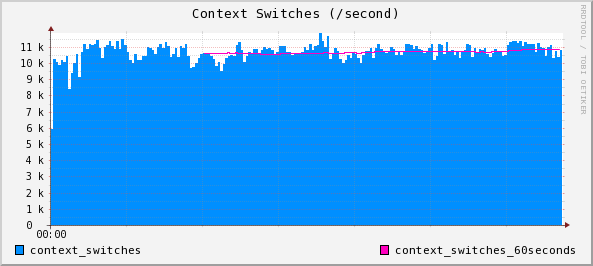 Context Switches (/second)
RRDTOOL / TOBI OETIKER
11 k
10 k
9 k
8 k
7 k
6 k
5 k
4 k
3 k
2 k
1 k
0
00:00
context_switches
context_switches_60seconds